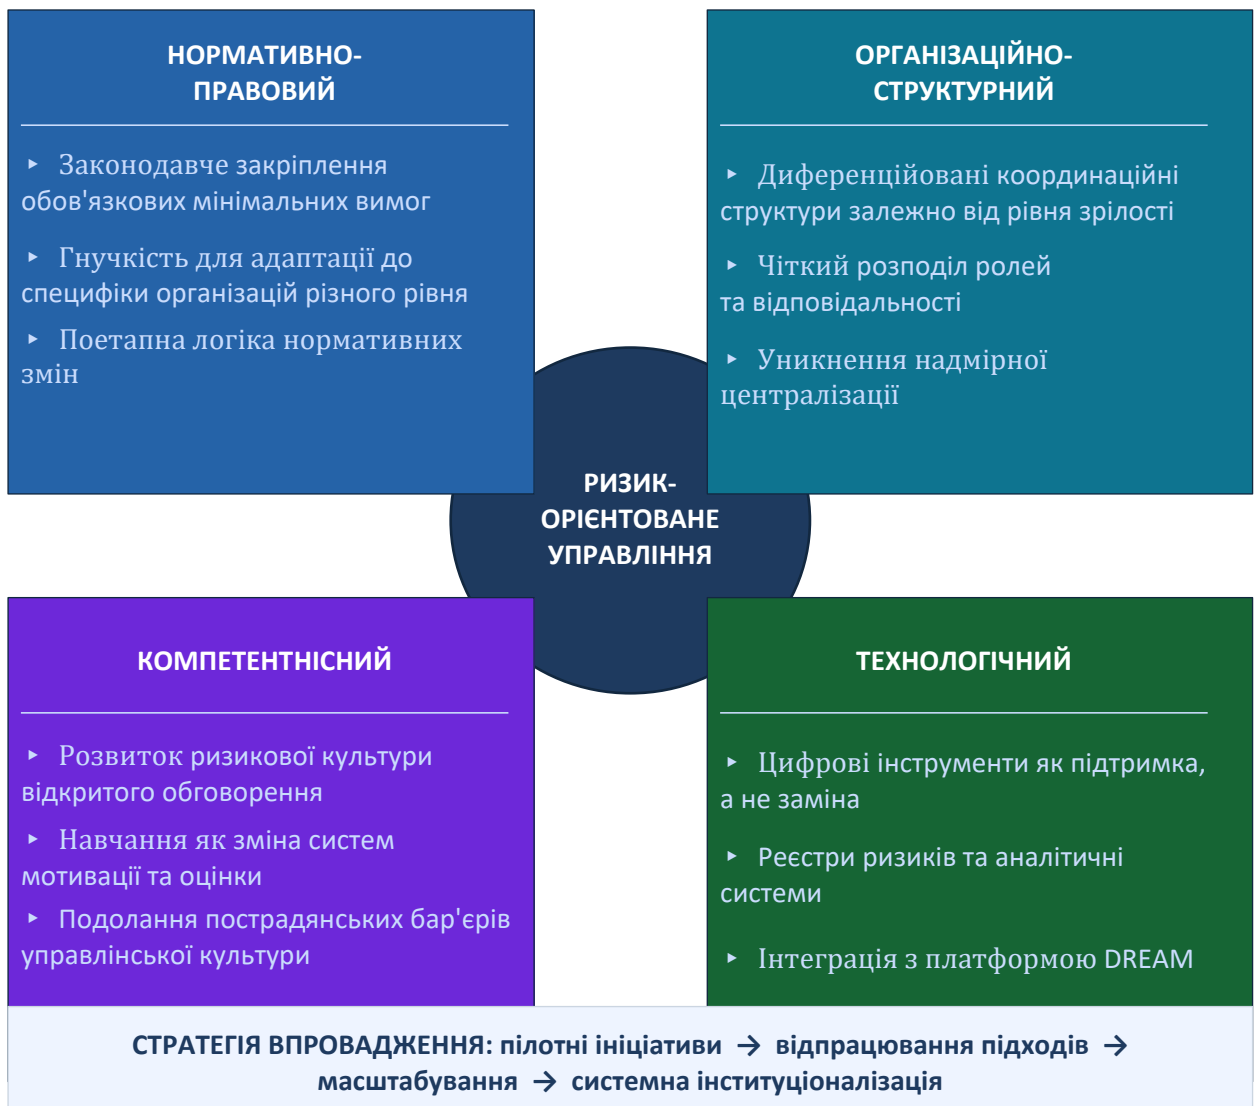 НОРМАТИВНО-
ПРАВОВИЙ
▸ Законодавче закріплення
обов'язкових мінімальних вимог
▸ Гнучкість для адаптації до
специфіки організацій різного рівня
▸ Поетапна логіка нормативних
змін
ОРГАНІЗАЦІЙНО-
СТРУКТУРНИЙ
▸ Диференційовані координаційні
структури залежно від рівня зрілості
▸ Чіткий розподіл ролей
та відповідальності
▸ Уникнення надмірної
централізації
РИЗИК-
ОРІЄНТОВАНЕ
УПРАВЛІННЯ
КОМПЕТЕНТНІСНИЙ
▸ Розвиток ризикової культури
відкритого обговорення
▸ Навчання як зміна систем
мотивації та оцінки
▸ Подолання пострадянських бар'єрів
управлінської культури
ТЕХНОЛОГІЧНИЙ
▸ Цифрові інструменти як підтримка,
а не заміна
▸ Реєстри ризиків та аналітичні
системи
▸ Інтеграція з платформою DREAM
СТРАТЕГІЯ ВПРОВАДЖЕННЯ: пілотні ініціативи → відпрацювання підходів →
масштабування → системна інституціоналізація